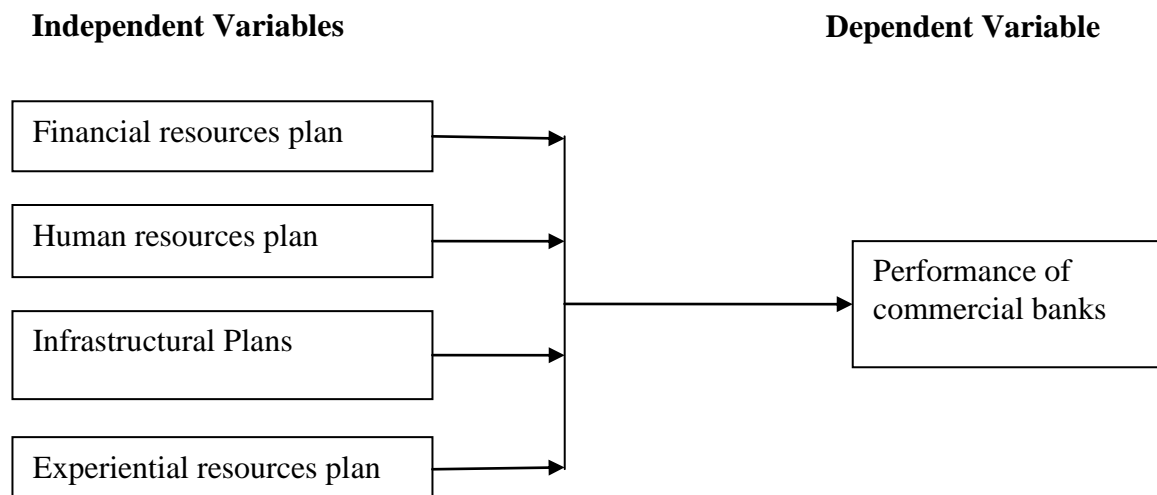 Independent Variables
Dependent Variable
Financial resources plan
Human resources plan
Performance of
commercial banks
Infrastructural Plans
Experiential resources plan